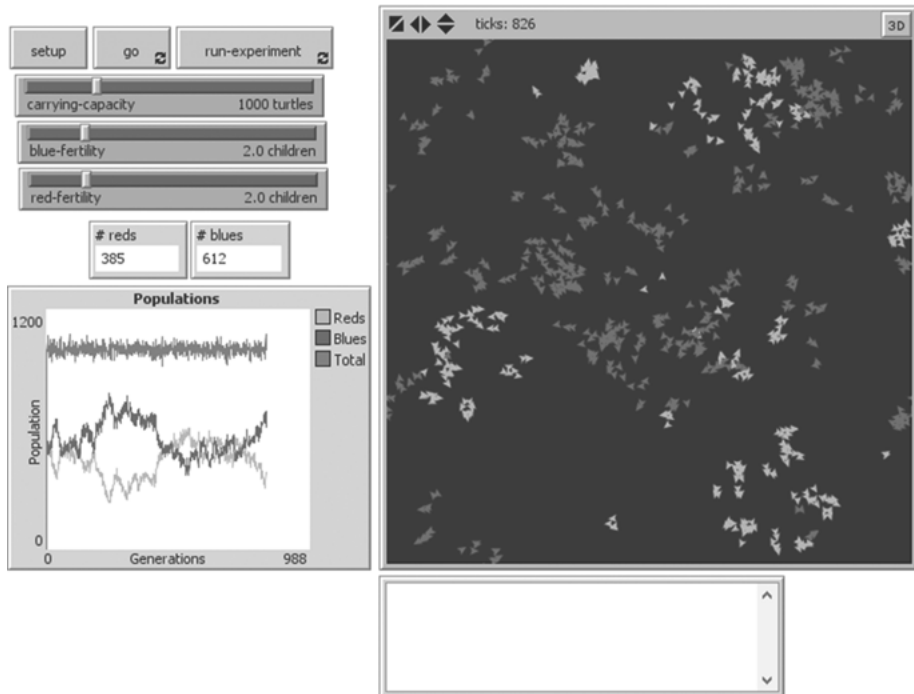 setup
go
run-experiment
carrying-capacity 1000 turtles
blue-fertility 2.0 children
red-fertility 2.0 children
# reds
385
# blues
612
Populations
1200
Population
0
0
Generations
988
Reds
Blues
Total
ticks: 826
3D